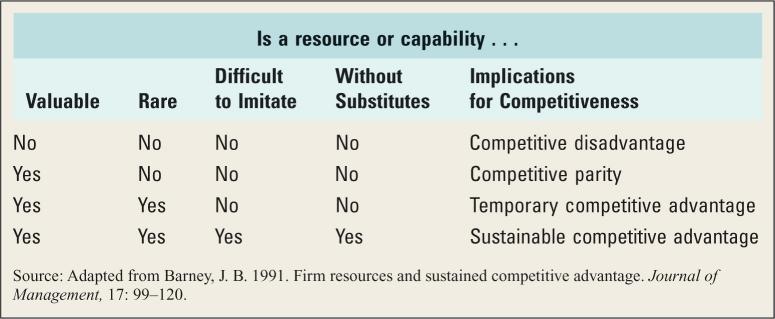 Is a resource or capability . . .
Valuable Rare Difficult to Imitate Without Substitutes Implications for Competitiveness
No No No No Competitive disadvantage
Yes No No No Competitive parity
Yes Yes No No Temporary competitive advantage
Yes Yes Yes Yes Sustainable competitive advantage
Source: Adapted from Barney, J. B. 1991. Firm resources and sustained competitive advantage. Journal of
Management, 17: 99–120.